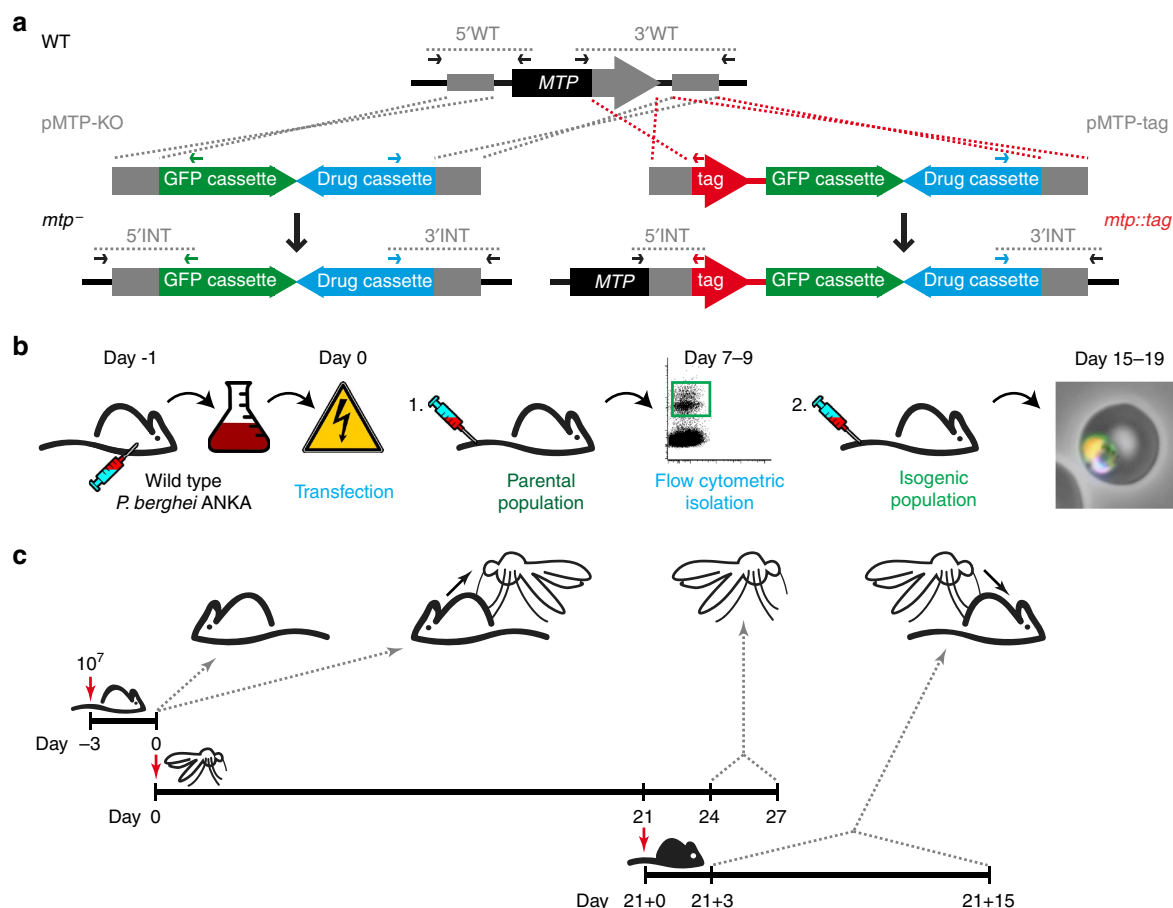 a
WT
5′WT
3′WT
MTP
pMTP-KO
pMTP-tag
GFP cassette
Drug cassette
tag
GFP cassette
Drug cassette
mtp⁻
mtp::tag
5′INT
3′INT
5′INT
3′INT
GFP cassette
Drug cassette
MTP
tag
GFP cassette
Drug cassette
b
Day -1
Day 0
Day 7–9
Day 15–19
1.
2.
Wild type
P. berghei ANKA
Transfection
Parental
population
Flow cytometric
isolation
Isogenic
population
c
10⁷
Day –3 0
Day 0 21 24 27
Day 21+0 21+3 21+15